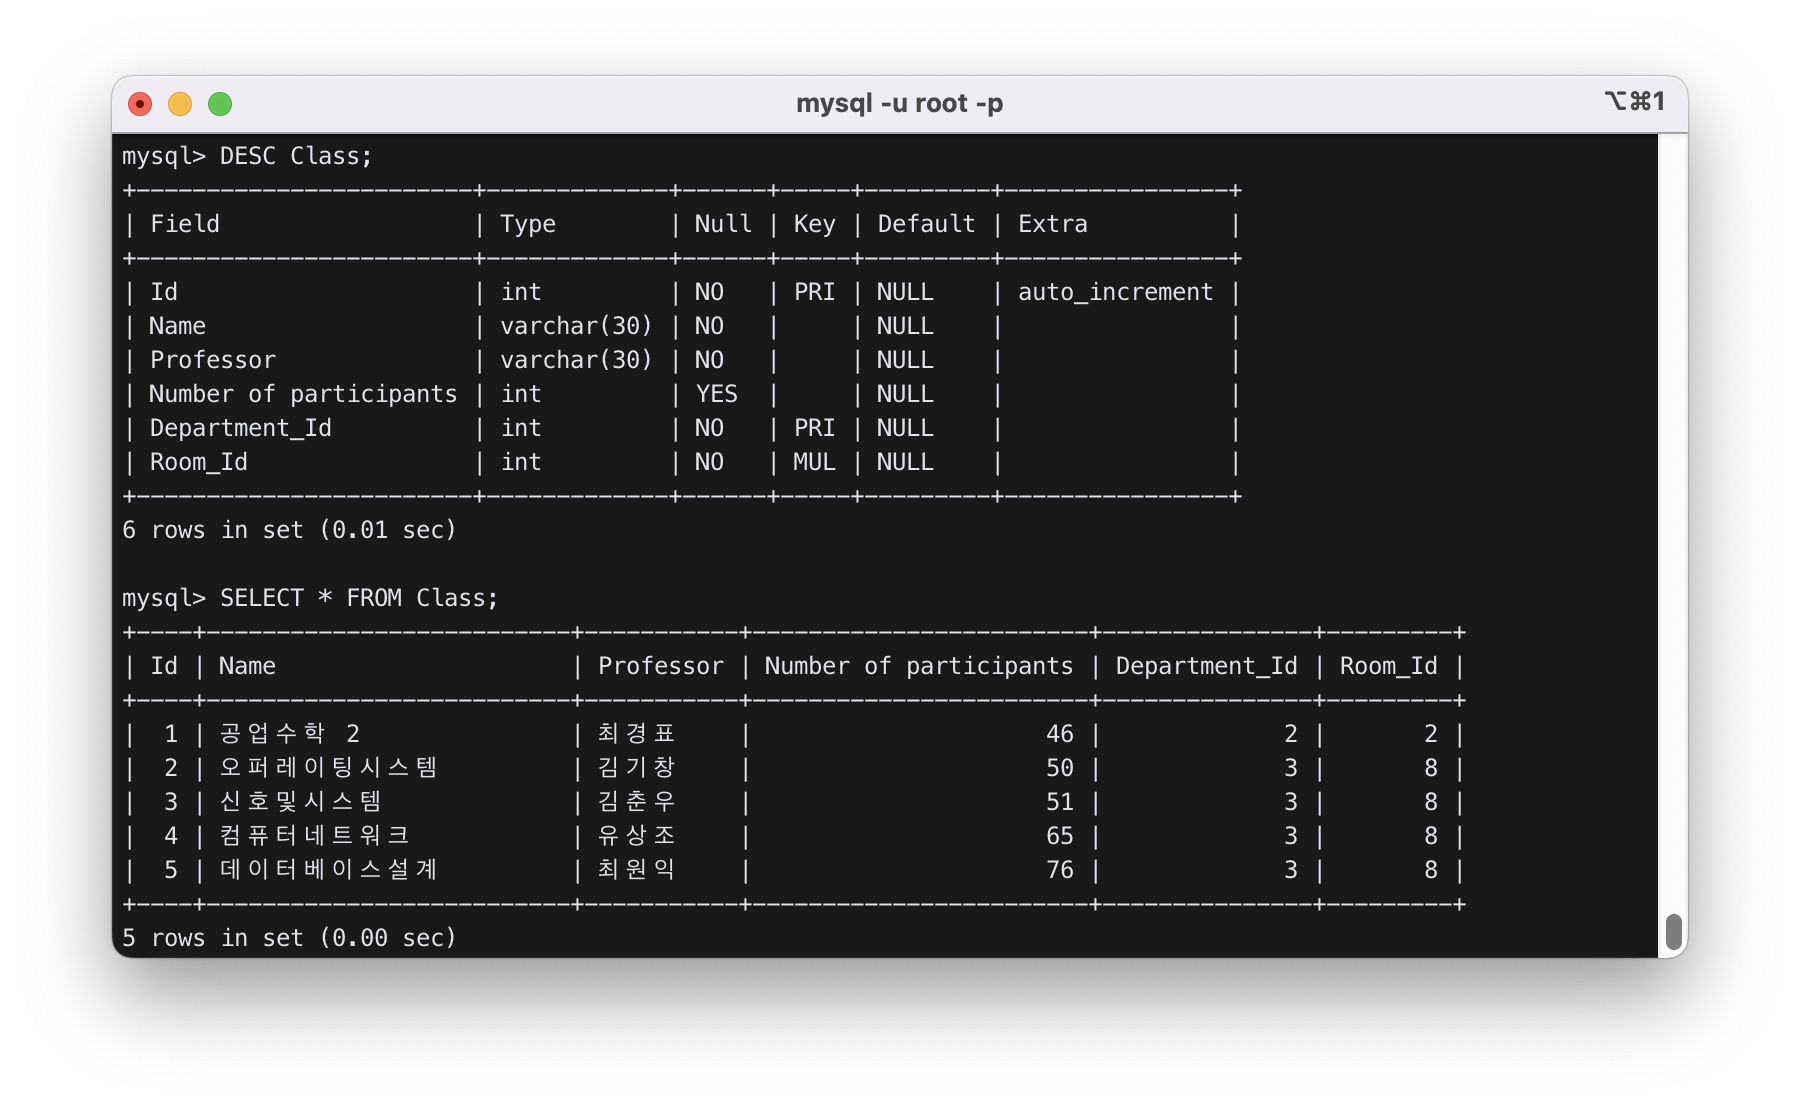 mysql -u root -p
⌥⌘1
mysql> DESC Class;
+------------------------+-------------+------+-----+---------+----------------+
| Field                  | Type        | Null | Key | Default | Extra          |
+------------------------+-------------+------+-----+---------+----------------+
| Id                     | int         | NO   | PRI | NULL    | auto_increment |
| Name                   | varchar(30) | NO   |     | NULL    |                |
| Professor              | varchar(30) | NO   |     | NULL    |                |
| Number of participants | int         | YES  |     | NULL    |                |
| Department_Id          | int         | NO   | PRI | NULL    |                |
| Room_Id                | int         | NO   | MUL | NULL    |                |
+------------------------+-------------+------+-----+---------+----------------+
6 rows in set (0.01 sec)
mysql> SELECT * FROM Class;
+----+--------------------------+-----------+------------------------+---------------+---------+
| Id | Name                     | Professor | Number of participants | Department_Id | Room_Id |
+----+--------------------------+-----------+------------------------+---------------+---------+
|  1 | 공업수학 2               | 최경표    |                     46 |             2 |       2 |
|  2 | 오퍼레이팅시스템         | 김기창    |                     50 |             3 |       8 |
|  3 | 신호및시스템             | 김춘우    |                     51 |             3 |       8 |
|  4 | 컴퓨터네트워크           | 유상조    |                     65 |             3 |       8 |
|  5 | 데이터베이스설계         | 최원익    |                     76 |             3 |       8 |
+----+--------------------------+-----------+------------------------+---------------+---------+
5 rows in set (0.00 sec)